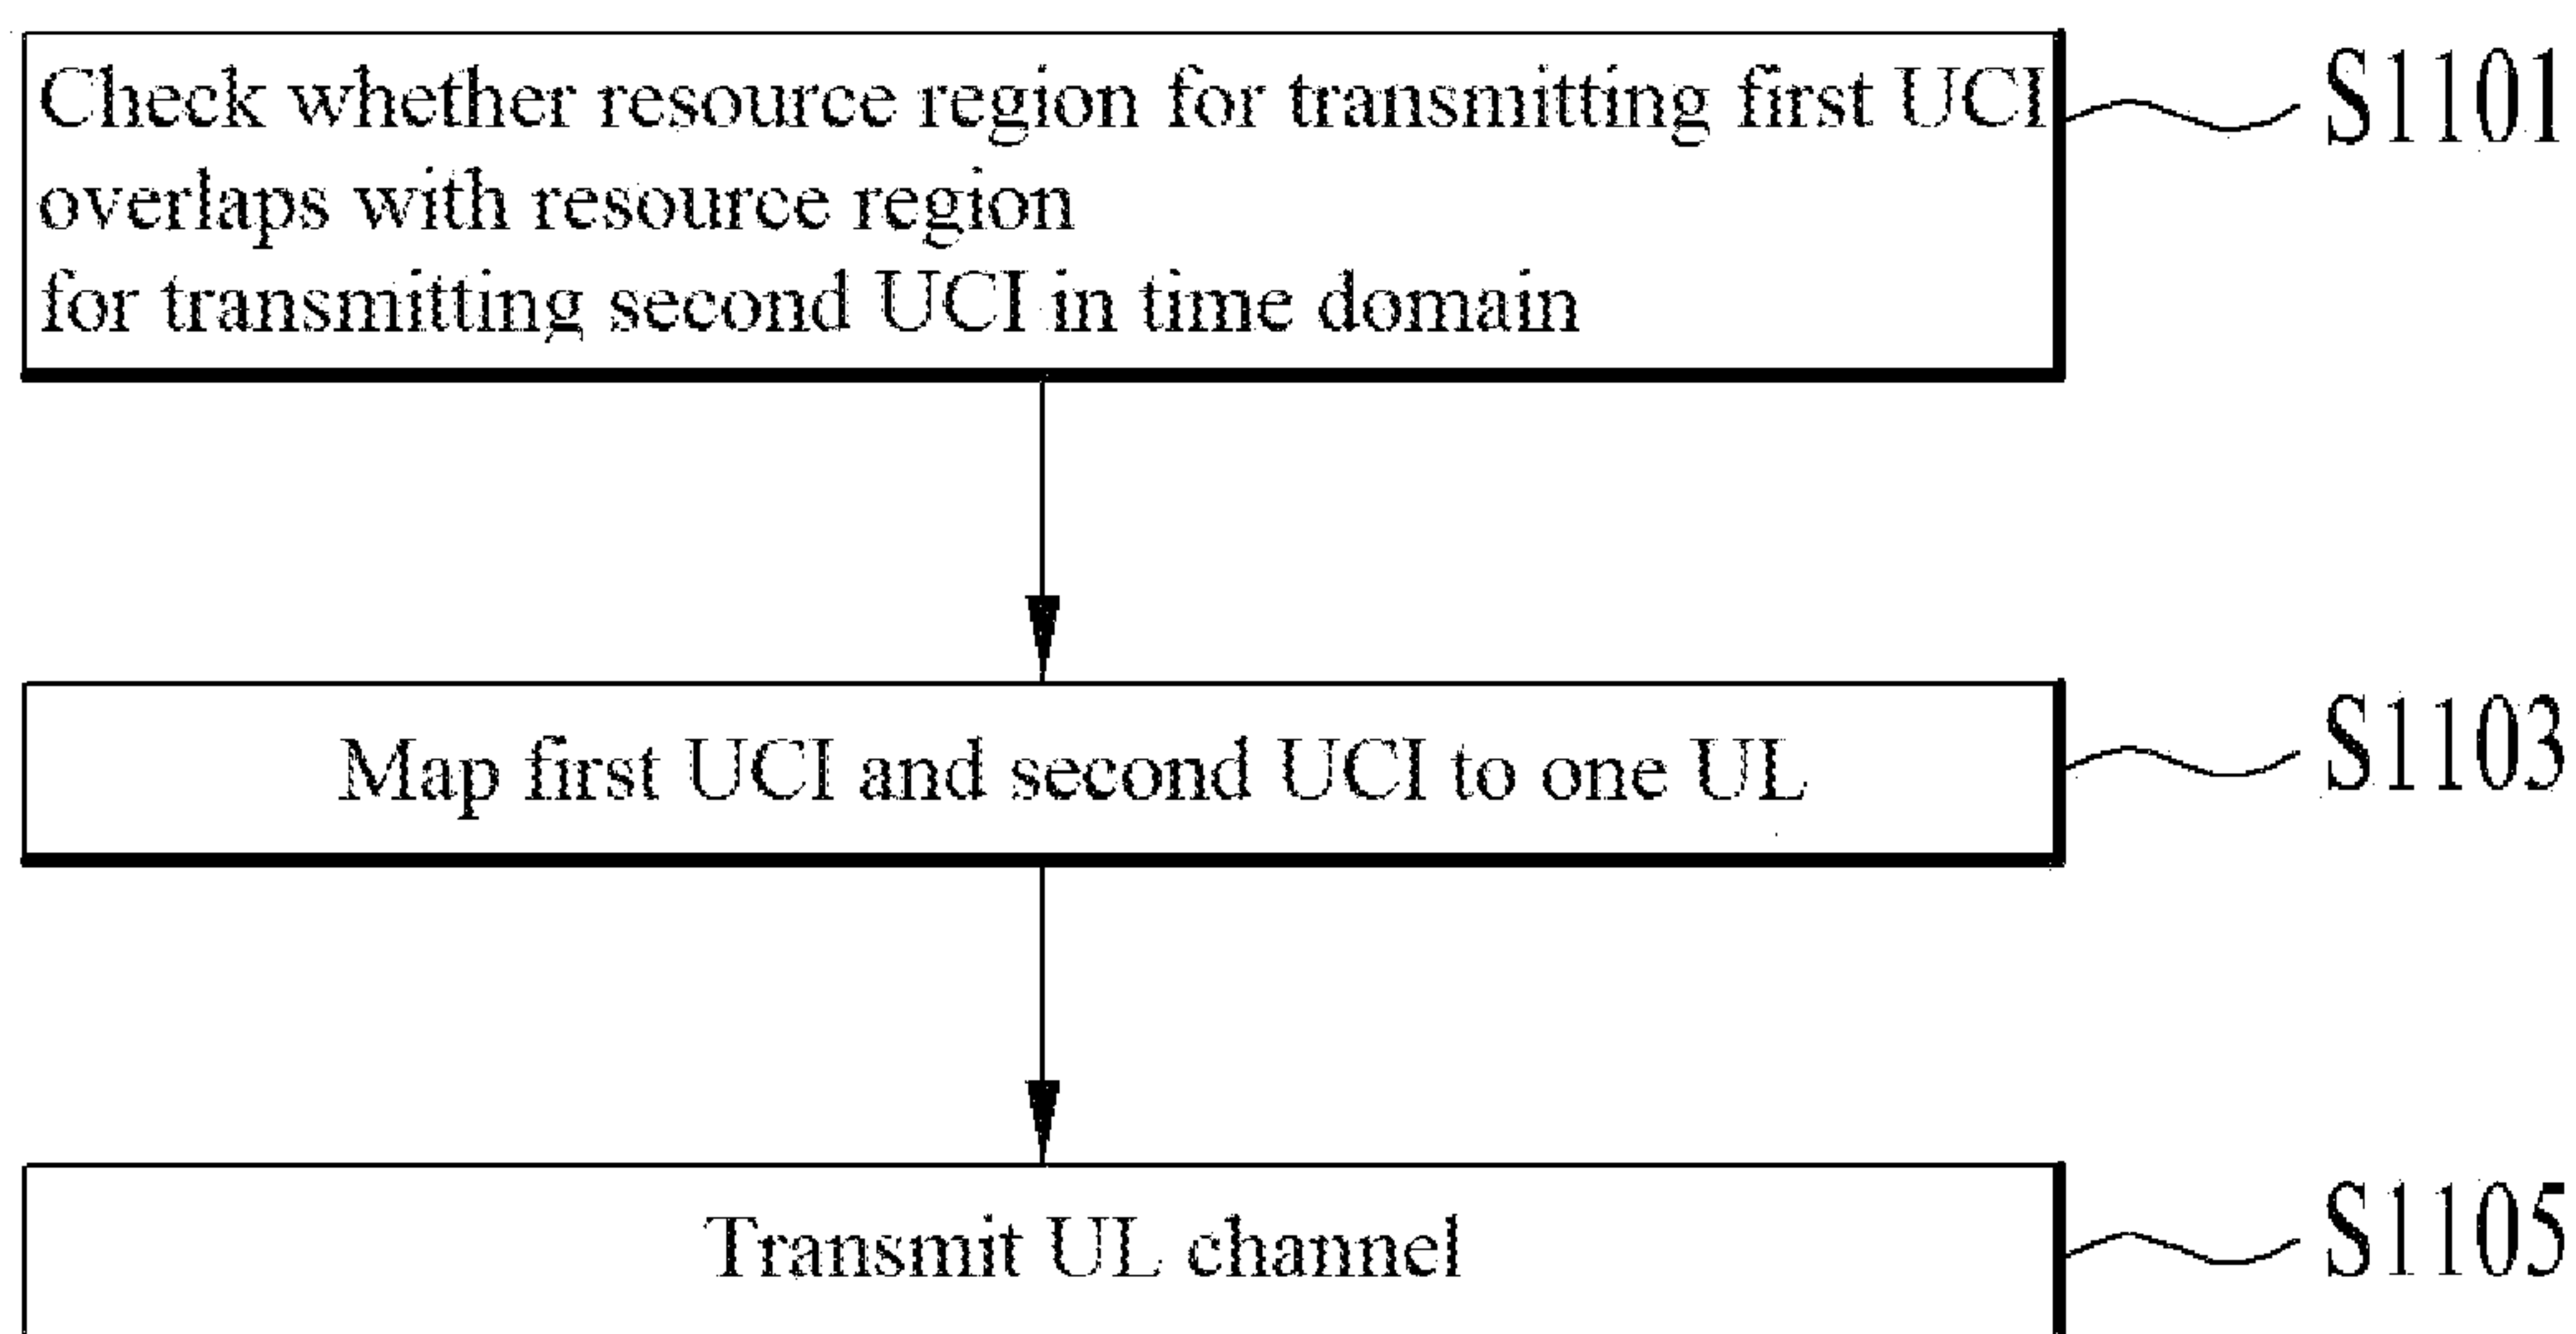 Check whether resource region for transmitting first UCI
overlaps with resource region
for transmitting second UCI in time domain
S1101
Map first UCI and second UCI to one UL
S1103
Transmit UL channel
S1105